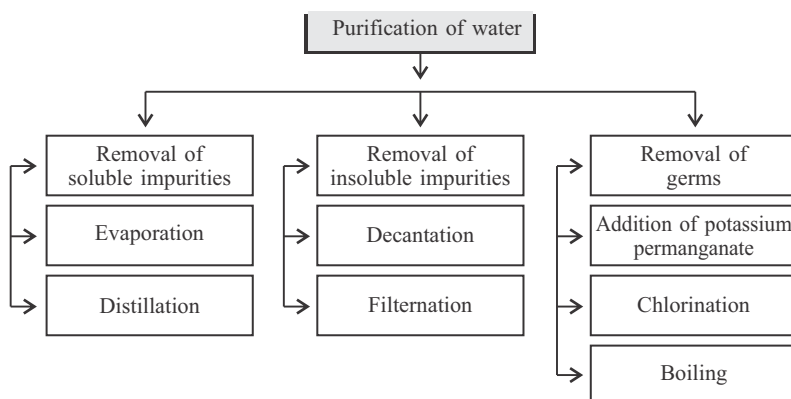 Purification of water
Removal of
soluble impurities
Evaporation
Distillation
Removal of
insoluble impurities
Decantation
Filternation
Removal of
germs
Addition of potassium
permanganate
Chlorination
Boiling